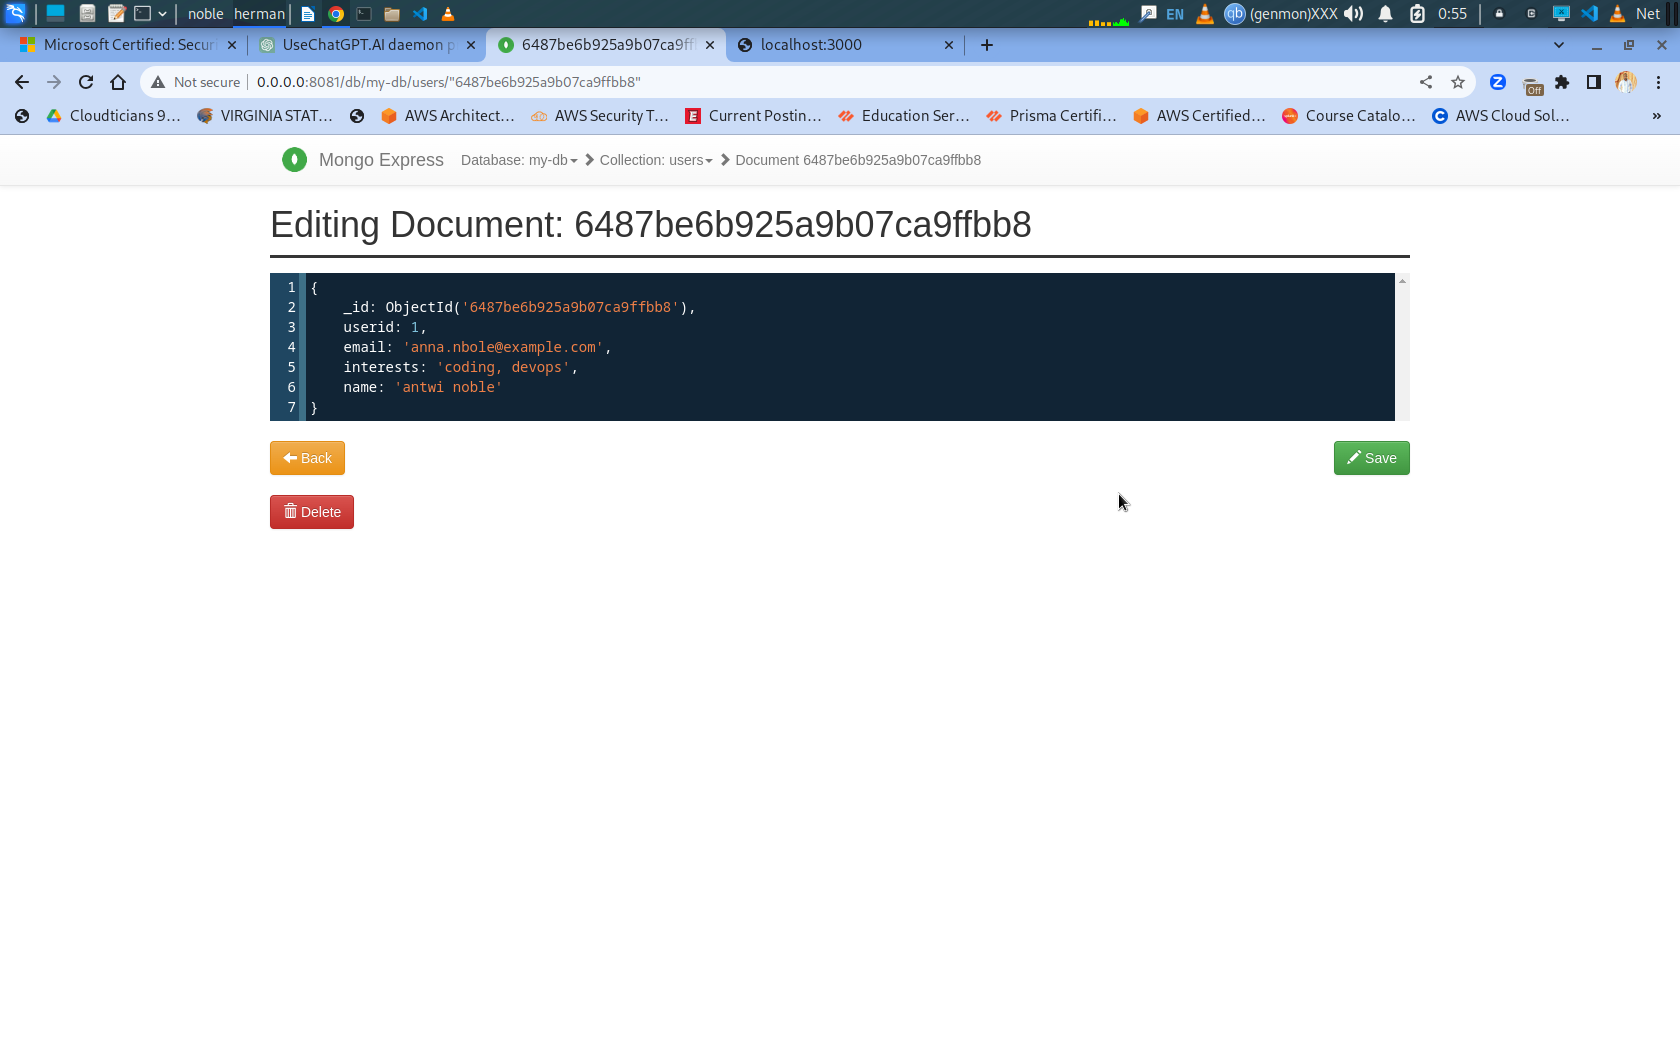 noble herman EN (genmon)XXX 0:55 Net
Microsoft Certified: Securi UseChatGPT.AI daemon p 6487be6b925a9b07ca9ff localhost:3000
Not secure 0.0.0.0:8081/db/my-db/users/"6487be6b925a9b07ca9ffbb8" Off
Cloudticians 9... VIRGINIA STAT... AWS Architect... AWS Security T... Current Postin... Education Ser... Prisma Certifi... AWS Certified... Course Catalo... AWS Cloud Sol... »
Mongo Express Database: my-db Collection: users Document 6487be6b925a9b07ca9ffbb8
Editing Document: 6487be6b925a9b07ca9ffbb8
1 {
2 _id: ObjectId('6487be6b925a9b07ca9ffbb8'),
3 userid: 1,
4 email: 'anna.nbole@example.com',
5 interests: 'coding, devops',
6 name: 'antwi noble'
7 }
Back Save
Delete